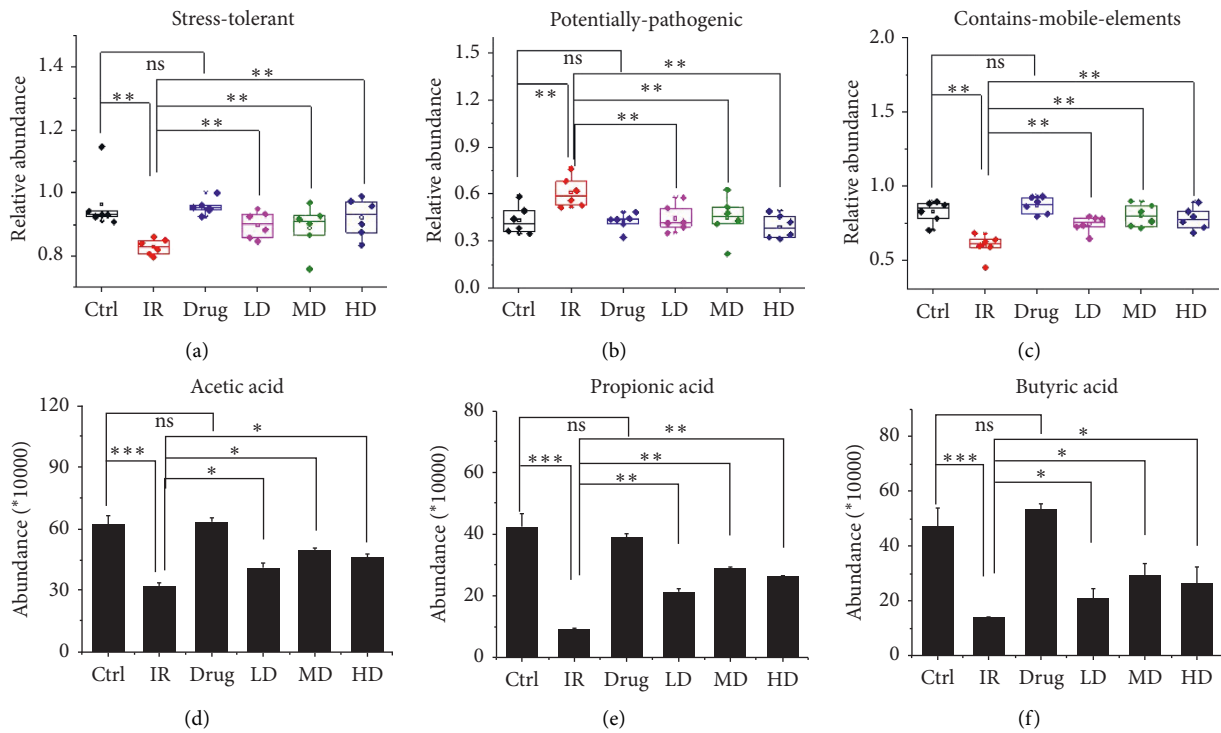 Stress-tolerant
Relative abundance
1.4
1.2
1.0
0.8
ns
**
**
**
**
Ctrl IR Drug LD MD HD
(a)
Potentially-pathogenic
Relative abundance
1.5
1.2
0.9
0.6
0.3
0.0
ns
**
**
**
**
Ctrl IR Drug LD MD HD
(b)
Contains-mobile-elements
Relative abundance
2.0
1.5
1.0
0.5
ns
**
**
**
**
Ctrl IR Drug LD MD HD
(c)
Acetic acid
Abundance (*10000)
120
90
60
30
0
ns
***
*
*
*
Ctrl IR Drug LD MD HD
(d)
Propionic acid
Abundance (*10000)
80
60
40
20
0
ns
***
**
**
**
Ctrl IR Drug LD MD HD
(e)
Butyric acid
Abundance (*10000)
80
60
40
20
0
ns
***
*
*
*
Ctrl IR Drug LD MD HD
(f)